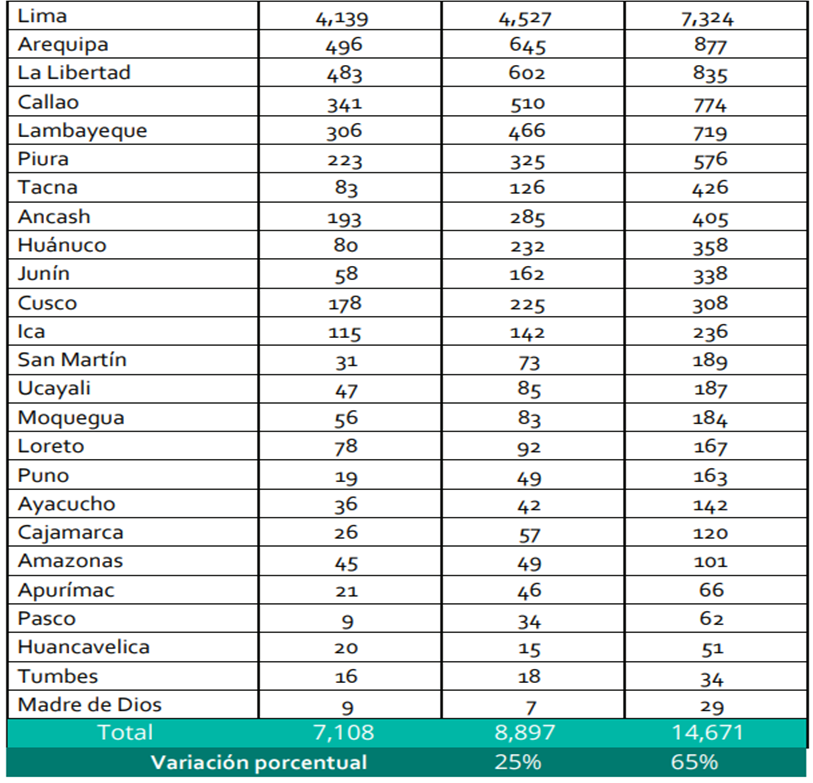 Lima 4,139 4,527 7,324
Arequipa 496 645 877
La Libertad 483 602 835
Callao 341 510 774
Lambayeque 306 466 719
Piura 223 325 576
Tacna 83 126 426
Ancash 193 285 405
Huánuco 80 232 358
Junín 58 162 338
Cusco 178 225 308
Ica 115 142 236
San Martín 31 73 189
Ucayali 47 85 187
Moquegua 56 83 184
Loreto 78 92 167
Puno 19 49 163
Ayacucho 36 42 142
Cajamarca 26 57 120
Amazonas 45 49 101
Apurímac 21 46 66
Pasco 9 34 62
Huancavelica 20 15 51
Tumbes 16 18 34
Madre de Dios 9 7 29
Total 7,108 8,897 14,671
Variación porcentual 25% 65%